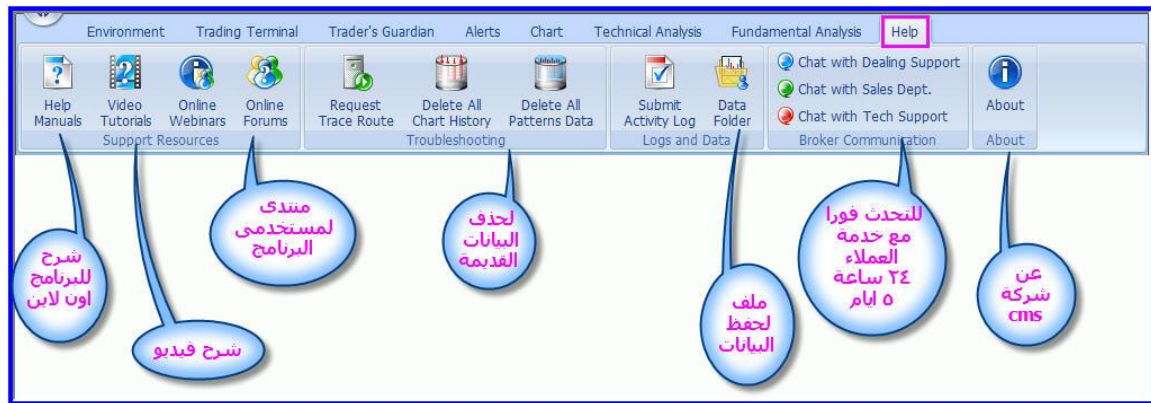 Environment Trading Terminal Trader's Guardian Alerts Chart Technical Analysis Fundamental Analysis Help
Help Manuals
Video Tutorials
Online Webinars
Online Forums
Support Resources
Request Trace Route
Delete All Chart History
Delete All Patterns Data
Troubleshooting
Submit Activity Log
Data Folder
Logs and Data
Chat with Dealing Support
Chat with Sales Dept.
Chat with Tech Support
Broker Communication
About
About
شرح
للبرنامج
اون لاين
شرح فيديو
منتدى
لمستخدمى
البرنامج
لحذف
البيانات
القديمة
ملف
لحفظ
البيانات
للتحدث فورا
مع خدمة
العملاء
٢٤ ساعة
٥ ايام
عن
شركة
cms